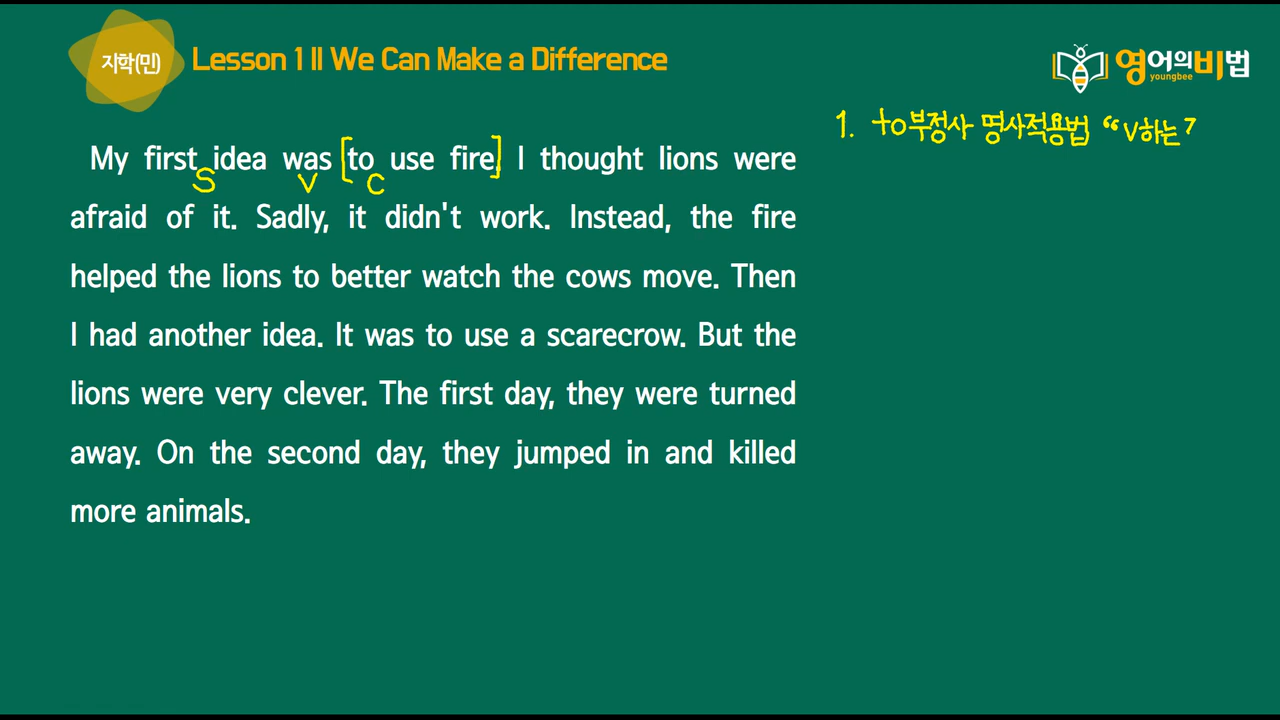 지학(민)
Lesson 1 II We Can Make a Difference
영어의비법
youngbee
1. to부정사 명사적용법 “V하는 7
My first idea was [to use fire.] I thought lions were
S V C
afraid of it. Sadly, it didn't work. Instead, the fire
helped the lions to better watch the cows move. Then
I had another idea. It was to use a scarecrow. But the
lions were very clever. The first day, they were turned
away. On the second day, they jumped in and killed
more animals.